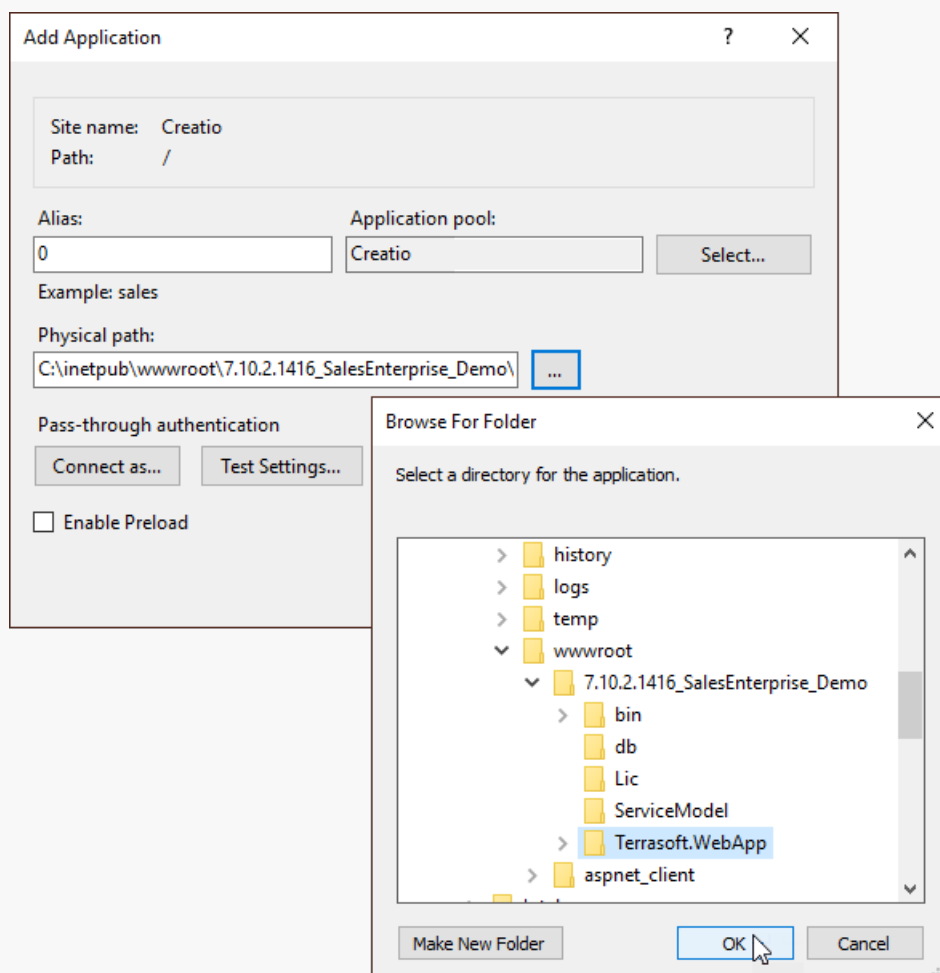 Add Application
?
Site name: Creatio
Path: /
Alias: Application pool:
0 Creatio Select...
Example: sales
Physical path:
C:\inetpub\wwwroot\7.10.2.1416_SalesEnterprise_Demo\ ...
Pass-through authentication
Connect as... Test Settings...
Enable Preload
Browse For Folder
Select a directory for the application.
history
logs
temp
wwwroot
7.10.2.1416_SalesEnterprise_Demo
bin
db
Lic
ServiceModel
Terrasoft.WebApp
aspnet_client
Make New Folder OK Cancel